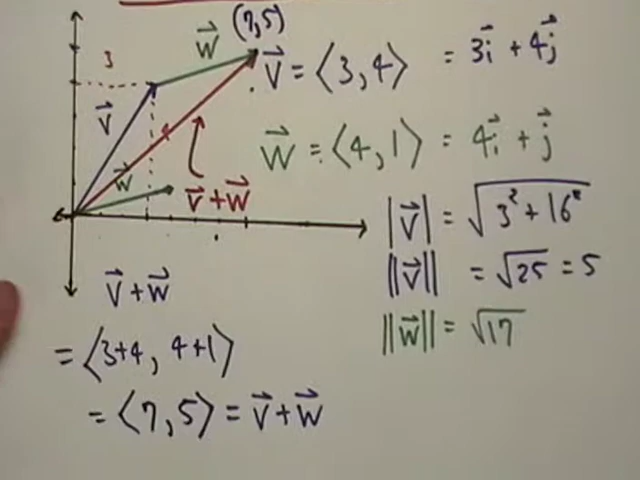 (7,5)
w⃗
3
v⃗
w⃗
v⃗+w⃗
v⃗ = ⟨3,4⟩ = 3i⃗ + 4j⃗
w⃗ = ⟨4,1⟩ = 4i⃗ + j⃗
|v⃗| = √(3² + 16²)
||v⃗|| = √25 = 5
||w⃗|| = √17
v⃗+w⃗
= ⟨3+4, 4+1⟩
= ⟨7,5⟩ = v⃗+w⃗